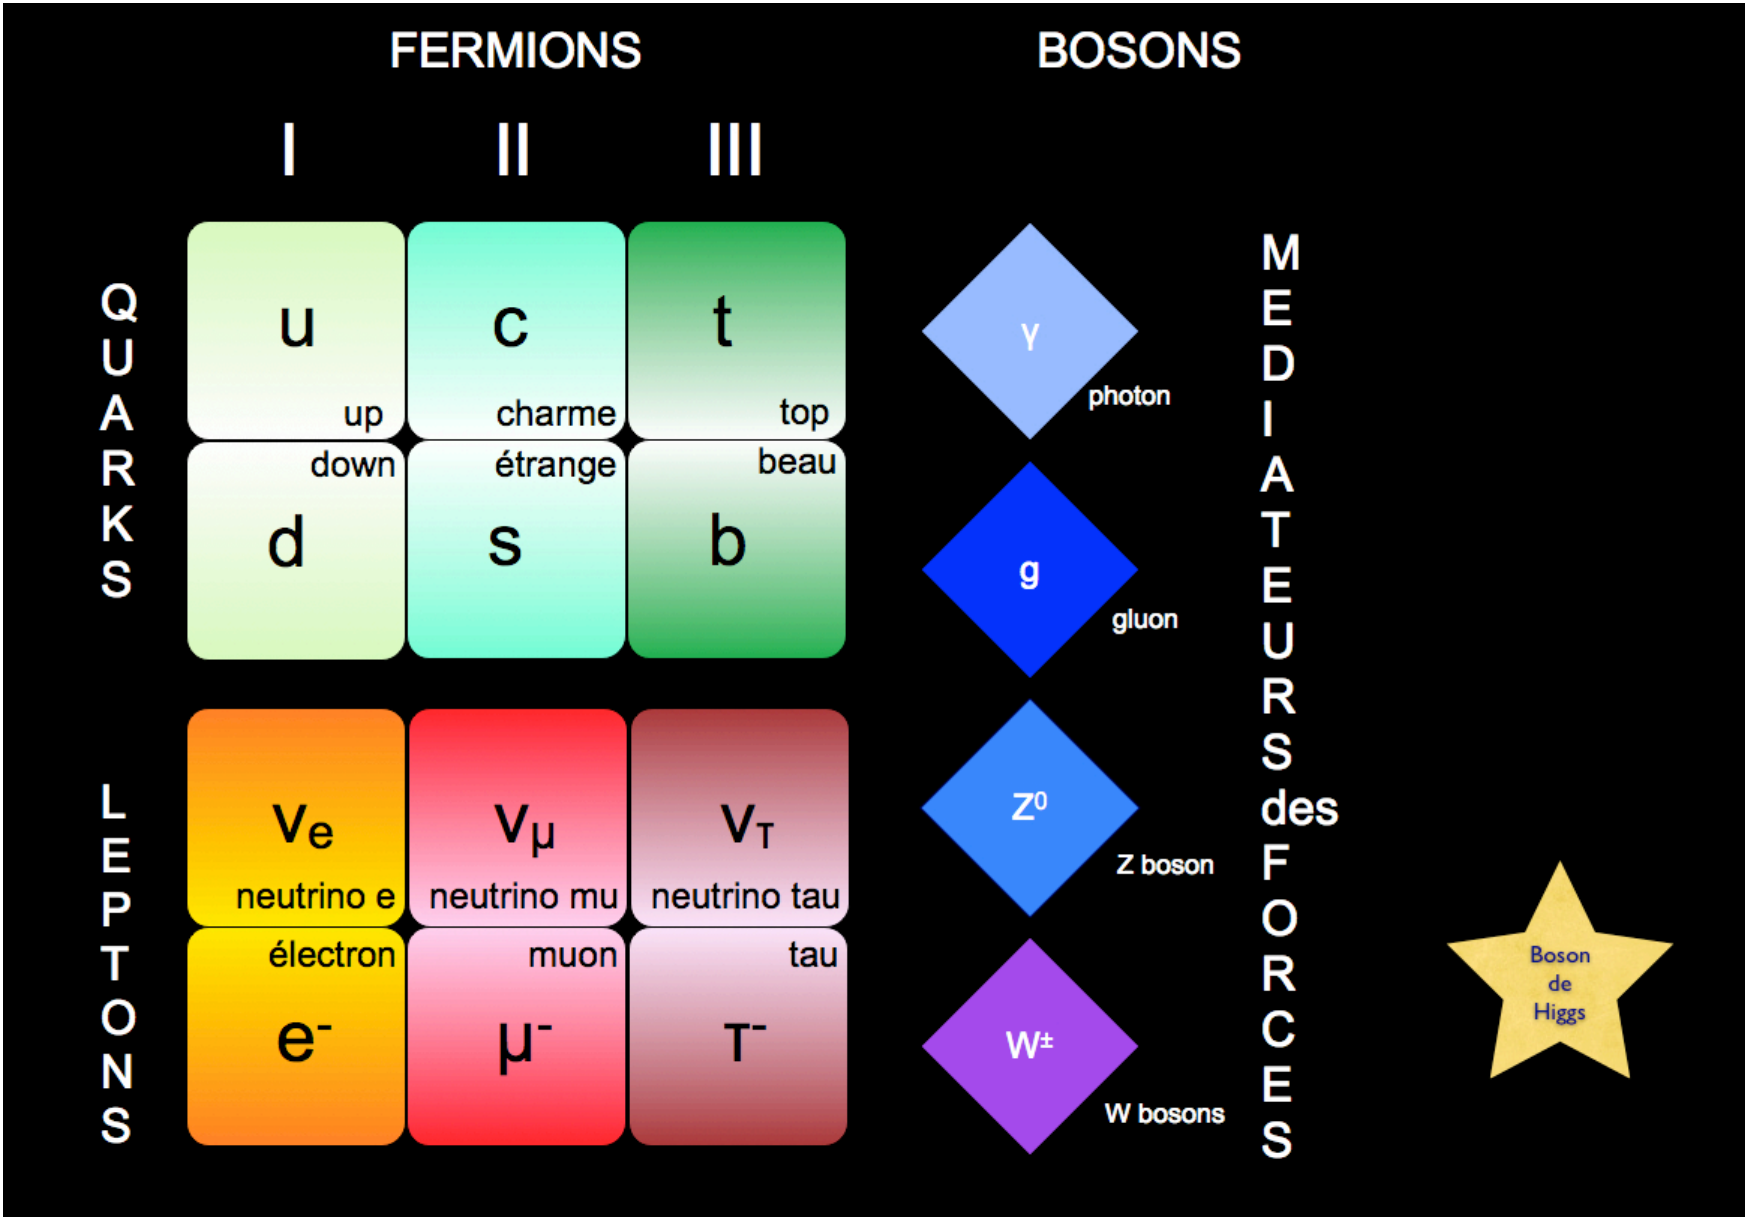 FERMIONS
BOSONS
I II III
QUARKS
u
up
c
charme
t
top
down
d
étrange
s
beau
b
LEPTONS
νe
neutrino e
νμ
neutrino mu
ντ
neutrino tau
électron
e-
muon
μ-
tau
τ-
γ
photon
g
gluon
Z0
Z boson
W±
W bosons
MEDIATEURS
des
FORCES
Boson
de
Higgs